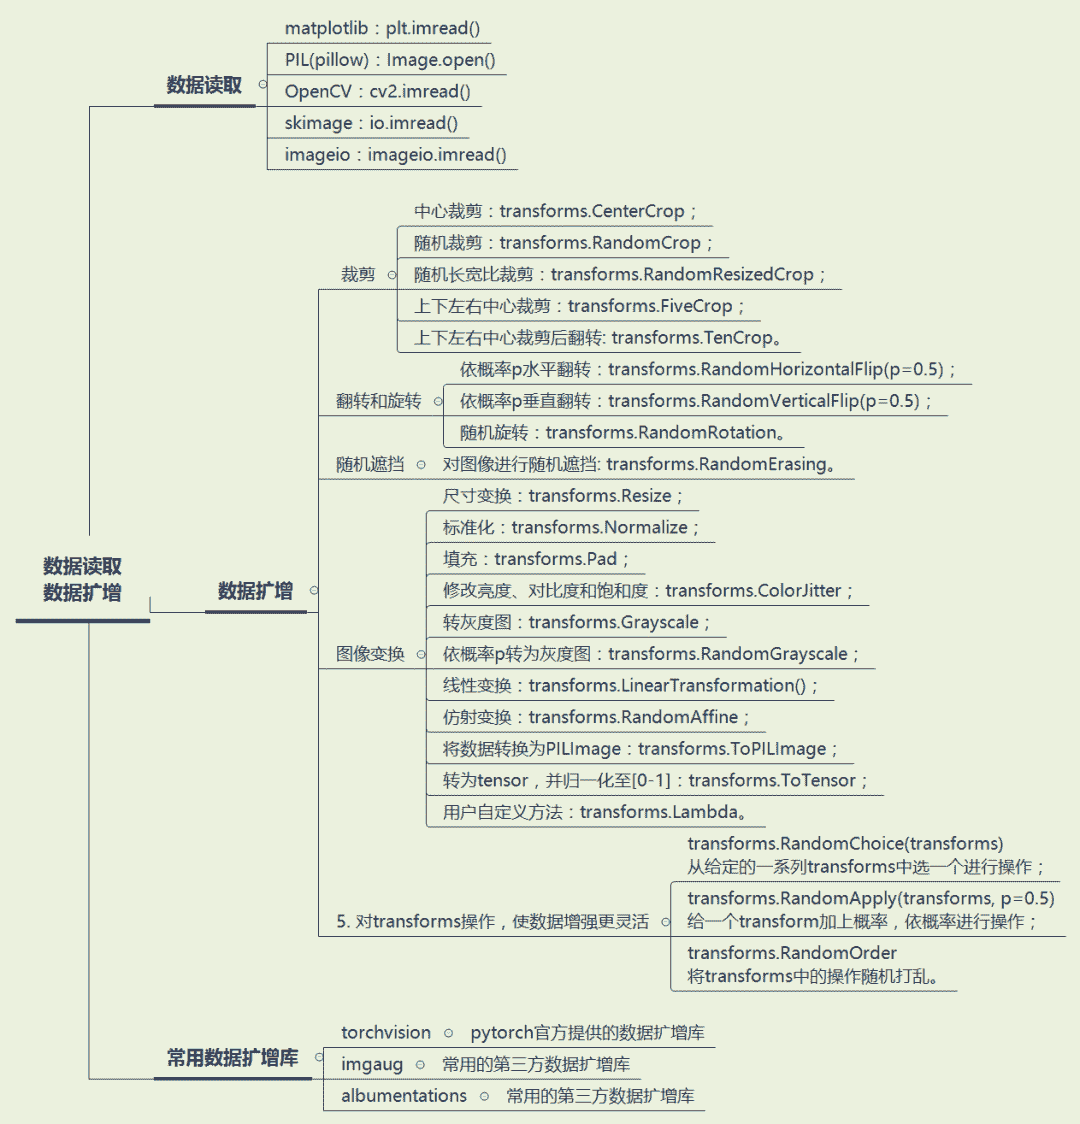 matplotlib：plt.imread()
PIL(pillow)：Image.open()
数据读取
OpenCV：cv2.imread()
skimage：io.imread()
imageio：imageio.imread()
中心裁剪：transforms.CenterCrop；
随机裁剪：transforms.RandomCrop；
裁剪
随机长宽比裁剪：transforms.RandomResizedCrop；
上下左右中心裁剪：transforms.FiveCrop；
上下左右中心裁剪后翻转: transforms.TenCrop。
依概率p水平翻转：transforms.RandomHorizontalFlip(p=0.5)；
翻转和旋转
依概率p垂直翻转：transforms.RandomVerticalFlip(p=0.5)；
随机旋转：transforms.RandomRotation。
随机遮挡
对图像进行随机遮挡: transforms.RandomErasing。
尺寸变换：transforms.Resize；
标准化：transforms.Normalize；
填充：transforms.Pad；
数据读取
数据扩增
数据扩增
修改亮度、对比度和饱和度：transforms.ColorJitter；
转灰度图：transforms.Grayscale；
图像变换
依概率p转为灰度图：transforms.RandomGrayscale；
线性变换：transforms.LinearTransformation()；
仿射变换：transforms.RandomAffine；
将数据转换为PILImage：transforms.ToPILImage；
转为tensor，并归一化至[0-1]：transforms.ToTensor；
用户自定义方法：transforms.Lambda。
transforms.RandomChoice(transforms)
从给定的一系列transforms中选一个进行操作；
5. 对transforms操作，使数据增强更灵活
transforms.RandomApply(transforms, p=0.5)
给一个transform加上概率，依概率进行操作；
transforms.RandomOrder
将transforms中的操作随机打乱。
常用数据扩增库
torchvision
pytorch官方提供的数据扩增库
imgaug
常用的第三方数据扩增库
albumentations
常用的第三方数据扩增库